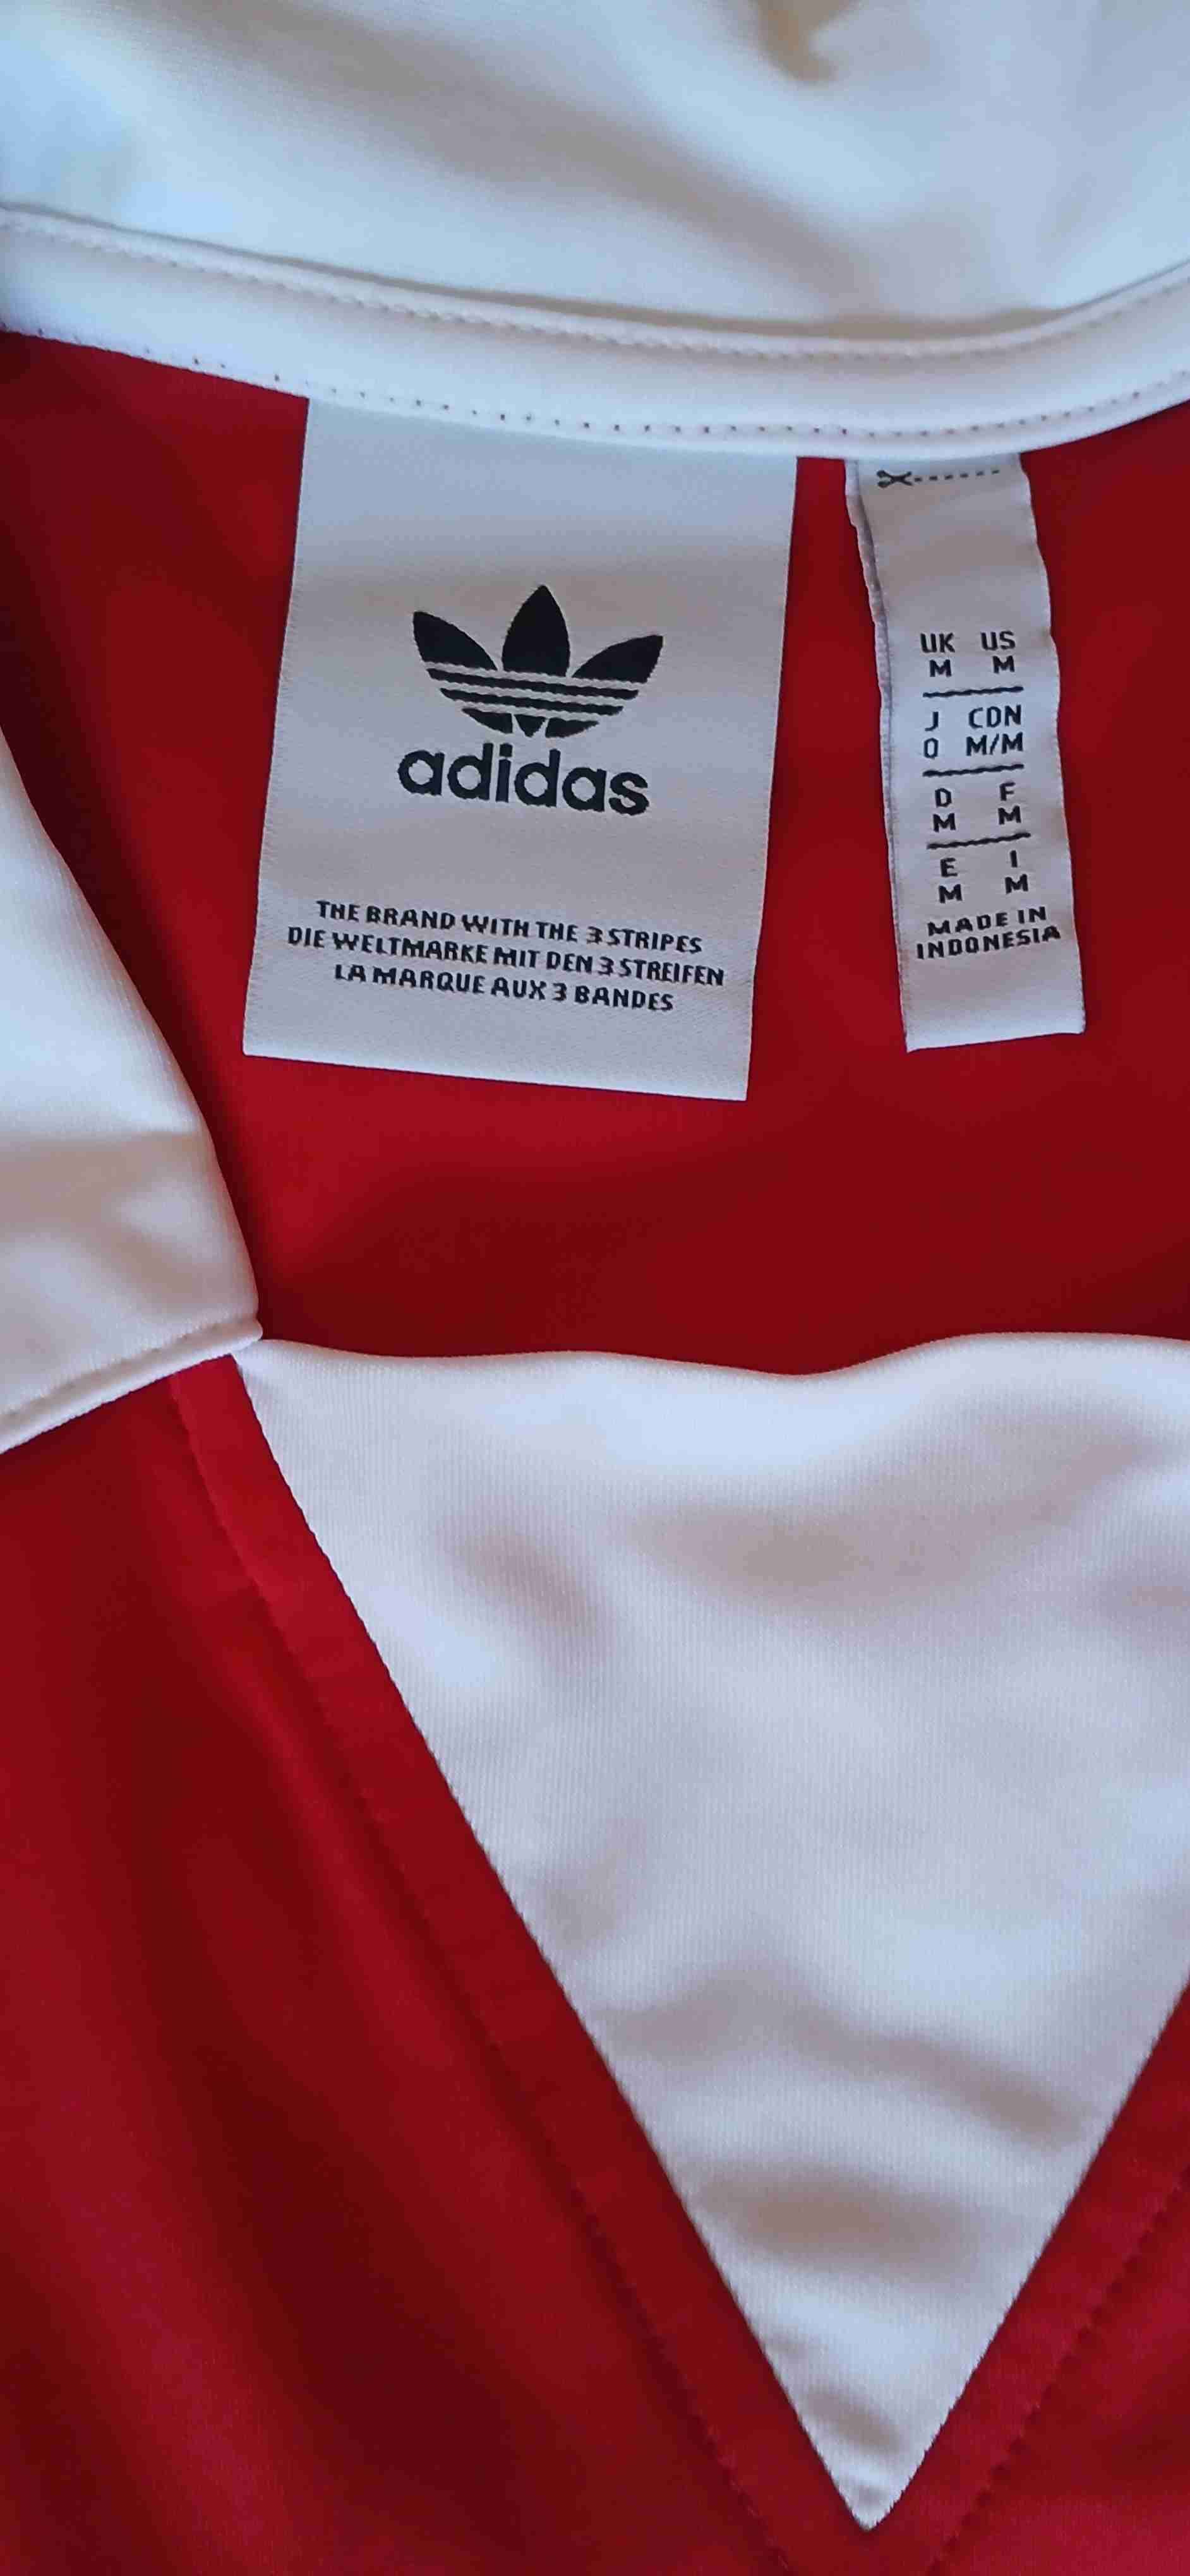 adidas
THE BRAND WITH THE 3 STRIPES
DIE WELTMARKE MIT DEN 3 STREIFEN
LA MARQUE AUX 3 BANDES
UK US
M M
J CDN
O M/M
D F
M M
E I
M M
MADE IN
INDONESIA